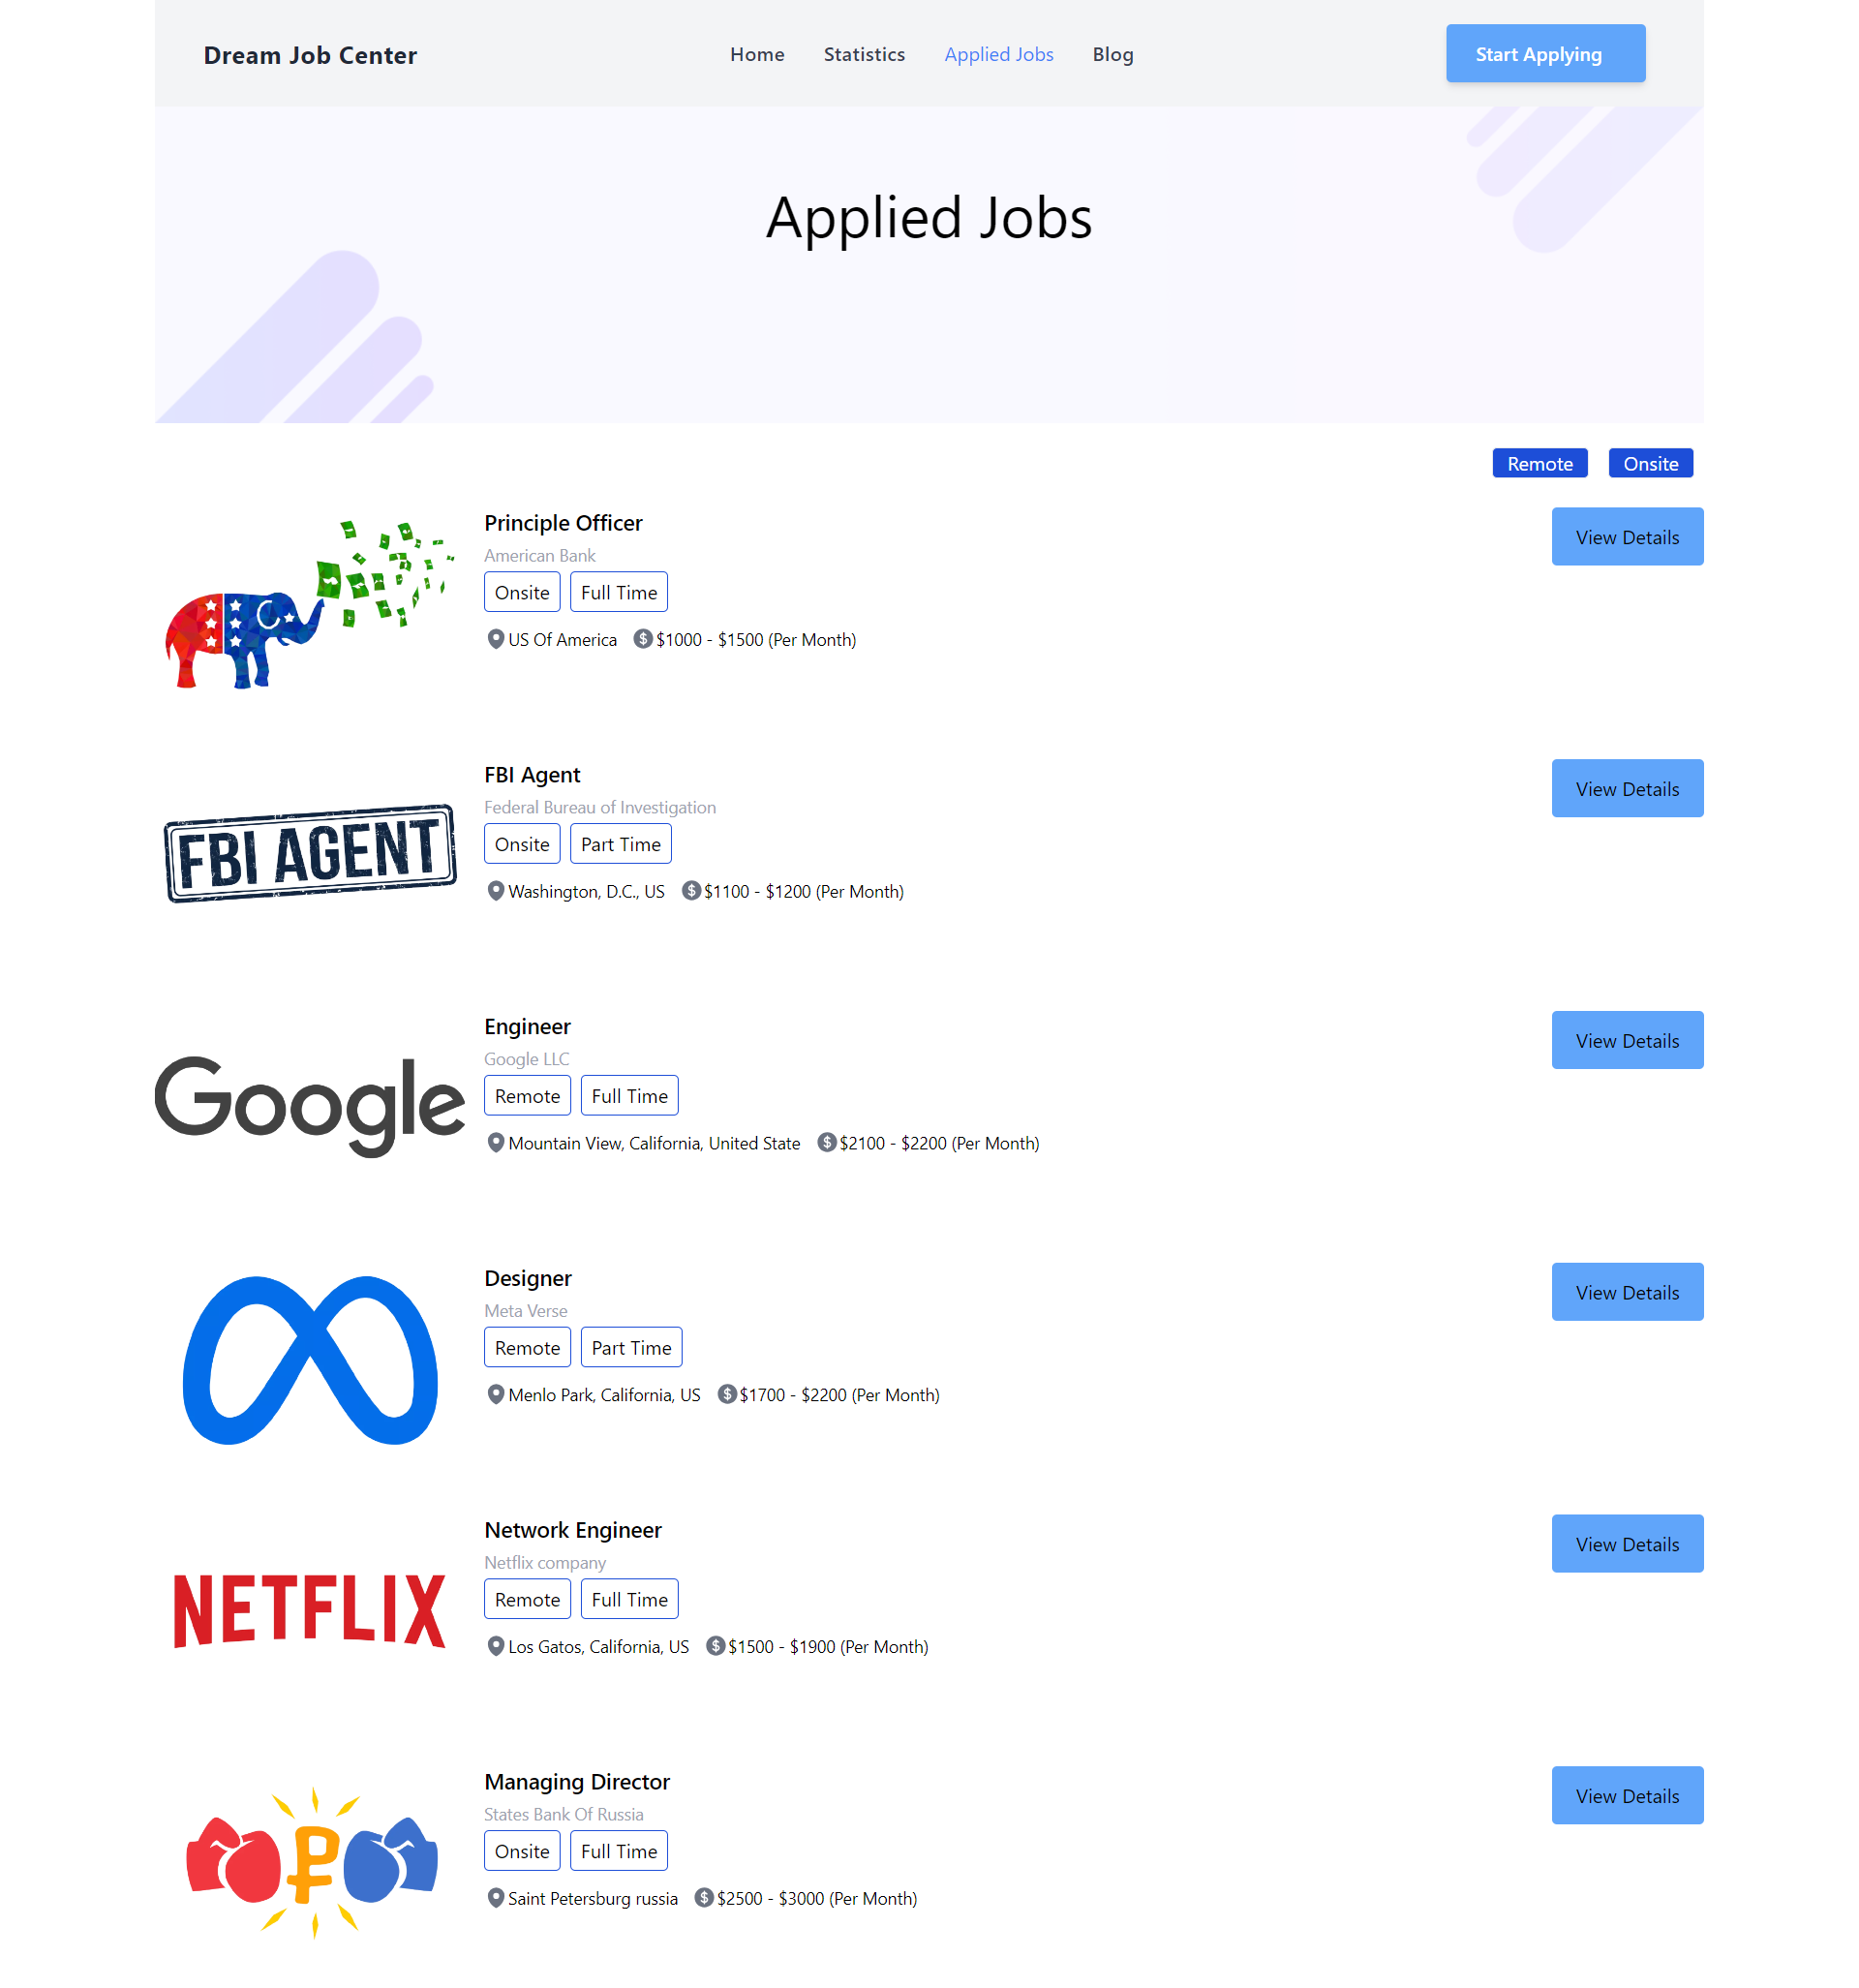 Dream Job Center
Home Statistics Applied Jobs Blog
Start Applying
Applied Jobs
Remote Onsite
Principle Officer
American Bank
Onsite Full Time
US Of America $ $1000 - $1500 (Per Month)
View Details
FBI AGENT
FBI Agent
Federal Bureau of Investigation
Onsite Part Time
Washington, D.C., US $ $1100 - $1200 (Per Month)
View Details
Google
Engineer
Google LLC
Remote Full Time
Mountain View, California, United State $ $2100 - $2200 (Per Month)
View Details
Designer
Meta Verse
Remote Part Time
Menlo Park, California, US $ $1700 - $2200 (Per Month)
View Details
NETFLIX
Network Engineer
Netflix company
Remote Full Time
Los Gatos, California, US $ $1500 - $1900 (Per Month)
View Details
₽
Managing Director
States Bank Of Russia
Onsite Full Time
Saint Petersburg russia $ $2500 - $3000 (Per Month)
View Details